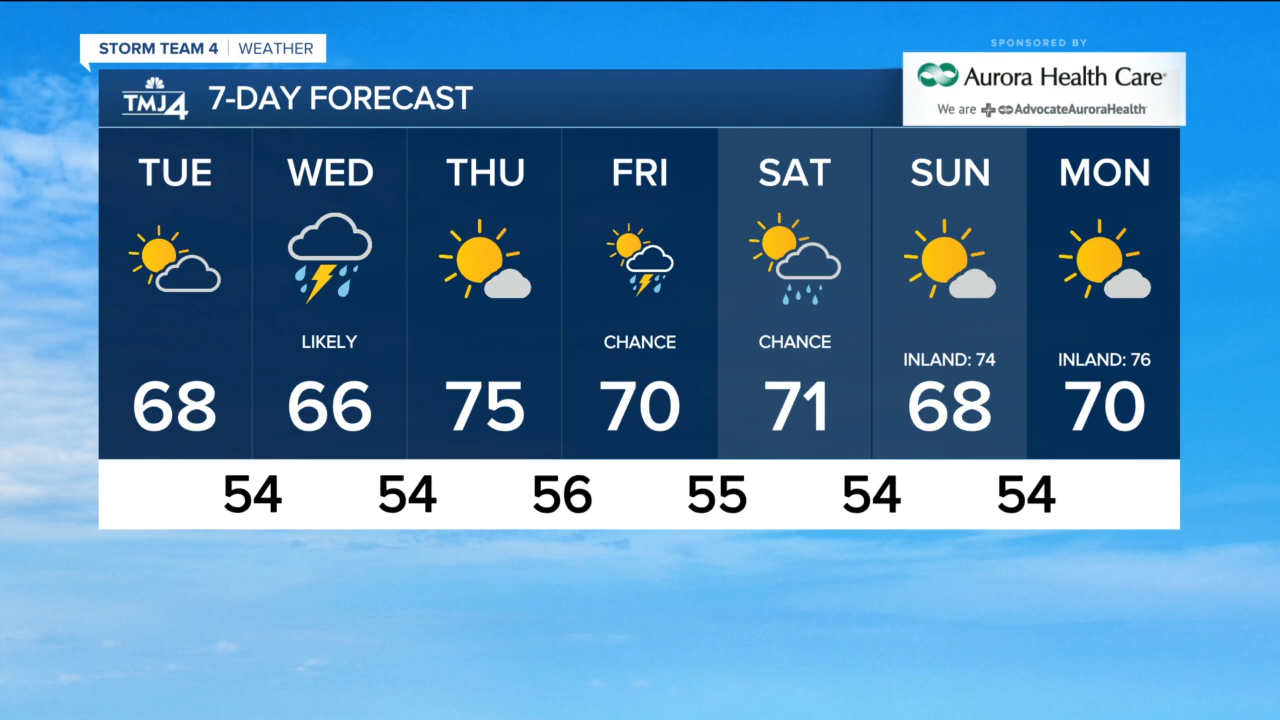 SPONSORED BY
STORM TEAM 4 | WEATHER
Aurora Health Care®
We are AdvocateAuroraHealth
TMJ4 7-DAY FORECAST
TUE WED THU FRI SAT SUN MON
LIKELY CHANCE CHANCE
INLAND: 74 INLAND: 76
68 66 75 70 71 68 70
54 54 56 55 54 54